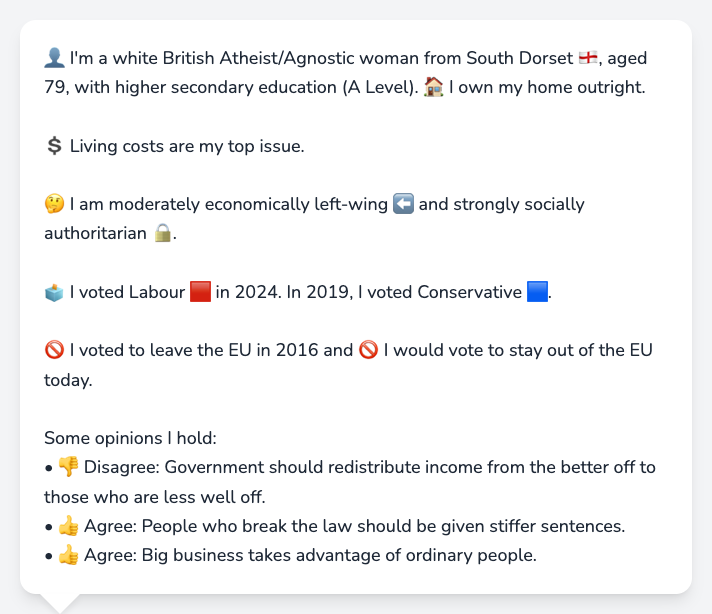 👤 I'm a white British Atheist/Agnostic woman from South Dorset 🏴󠁧󠁢󠁥󠁮󠁧󠁿, aged
79, with higher secondary education (A Level). 🏠 I own my home outright.
💲 Living costs are my top issue.
🤔 I am moderately economically left-wing ⬅️ and strongly socially
authoritarian 🔒.
🗳️ I voted Labour 🟥 in 2024. In 2019, I voted Conservative 🟦.
🚫 I voted to leave the EU in 2016 and 🚫 I would vote to stay out of the EU
today.
Some opinions I hold:
• 👎 Disagree: Government should redistribute income from the better off to
those who are less well off.
• 👍 Agree: People who break the law should be given stiffer sentences.
• 👍 Agree: Big business takes advantage of ordinary people.